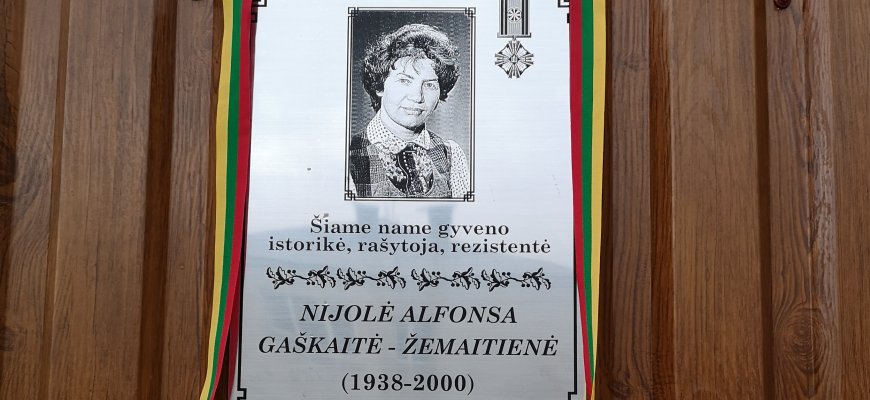 Šiame name gyveno
istorikė, rašytoja, rezistentė
NIJOLĖ ALFONSA
GAŠKAITĖ - ŽEMAITIENĖ
(1938-2000)